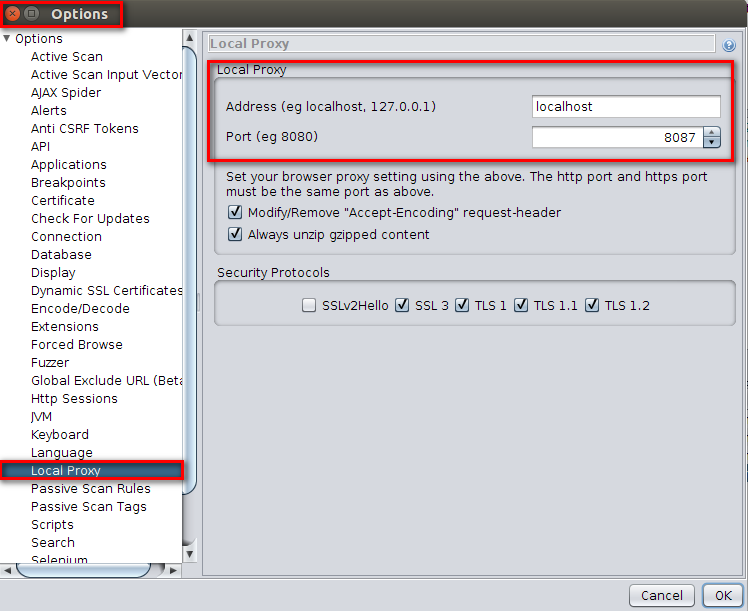 Options
Options
Active Scan
Active Scan Input Vector
AJAX Spider
Alerts
Anti CSRF Tokens
API
Applications
Breakpoints
Certificate
Check For Updates
Connection
Database
Display
Dynamic SSL Certificates
Encode/Decode
Extensions
Forced Browse
Fuzzer
Global Exclude URL (Beta
Http Sessions
JVM
Keyboard
Language
Local Proxy
Passive Scan Rules
Passive Scan Tags
Scripts
Search
Selenium
Local Proxy
Local Proxy
Address (eg localhost, 127.0.0.1) localhost
Port (eg 8080) 8087
Set your browser proxy setting using the above. The http port and https port
must be the same port as above.
Modify/Remove "Accept-Encoding" request-header
Always unzip gzipped content
Security Protocols
SSLv2Hello SSL 3 TLS 1 TLS 1.1 TLS 1.2
Cancel OK